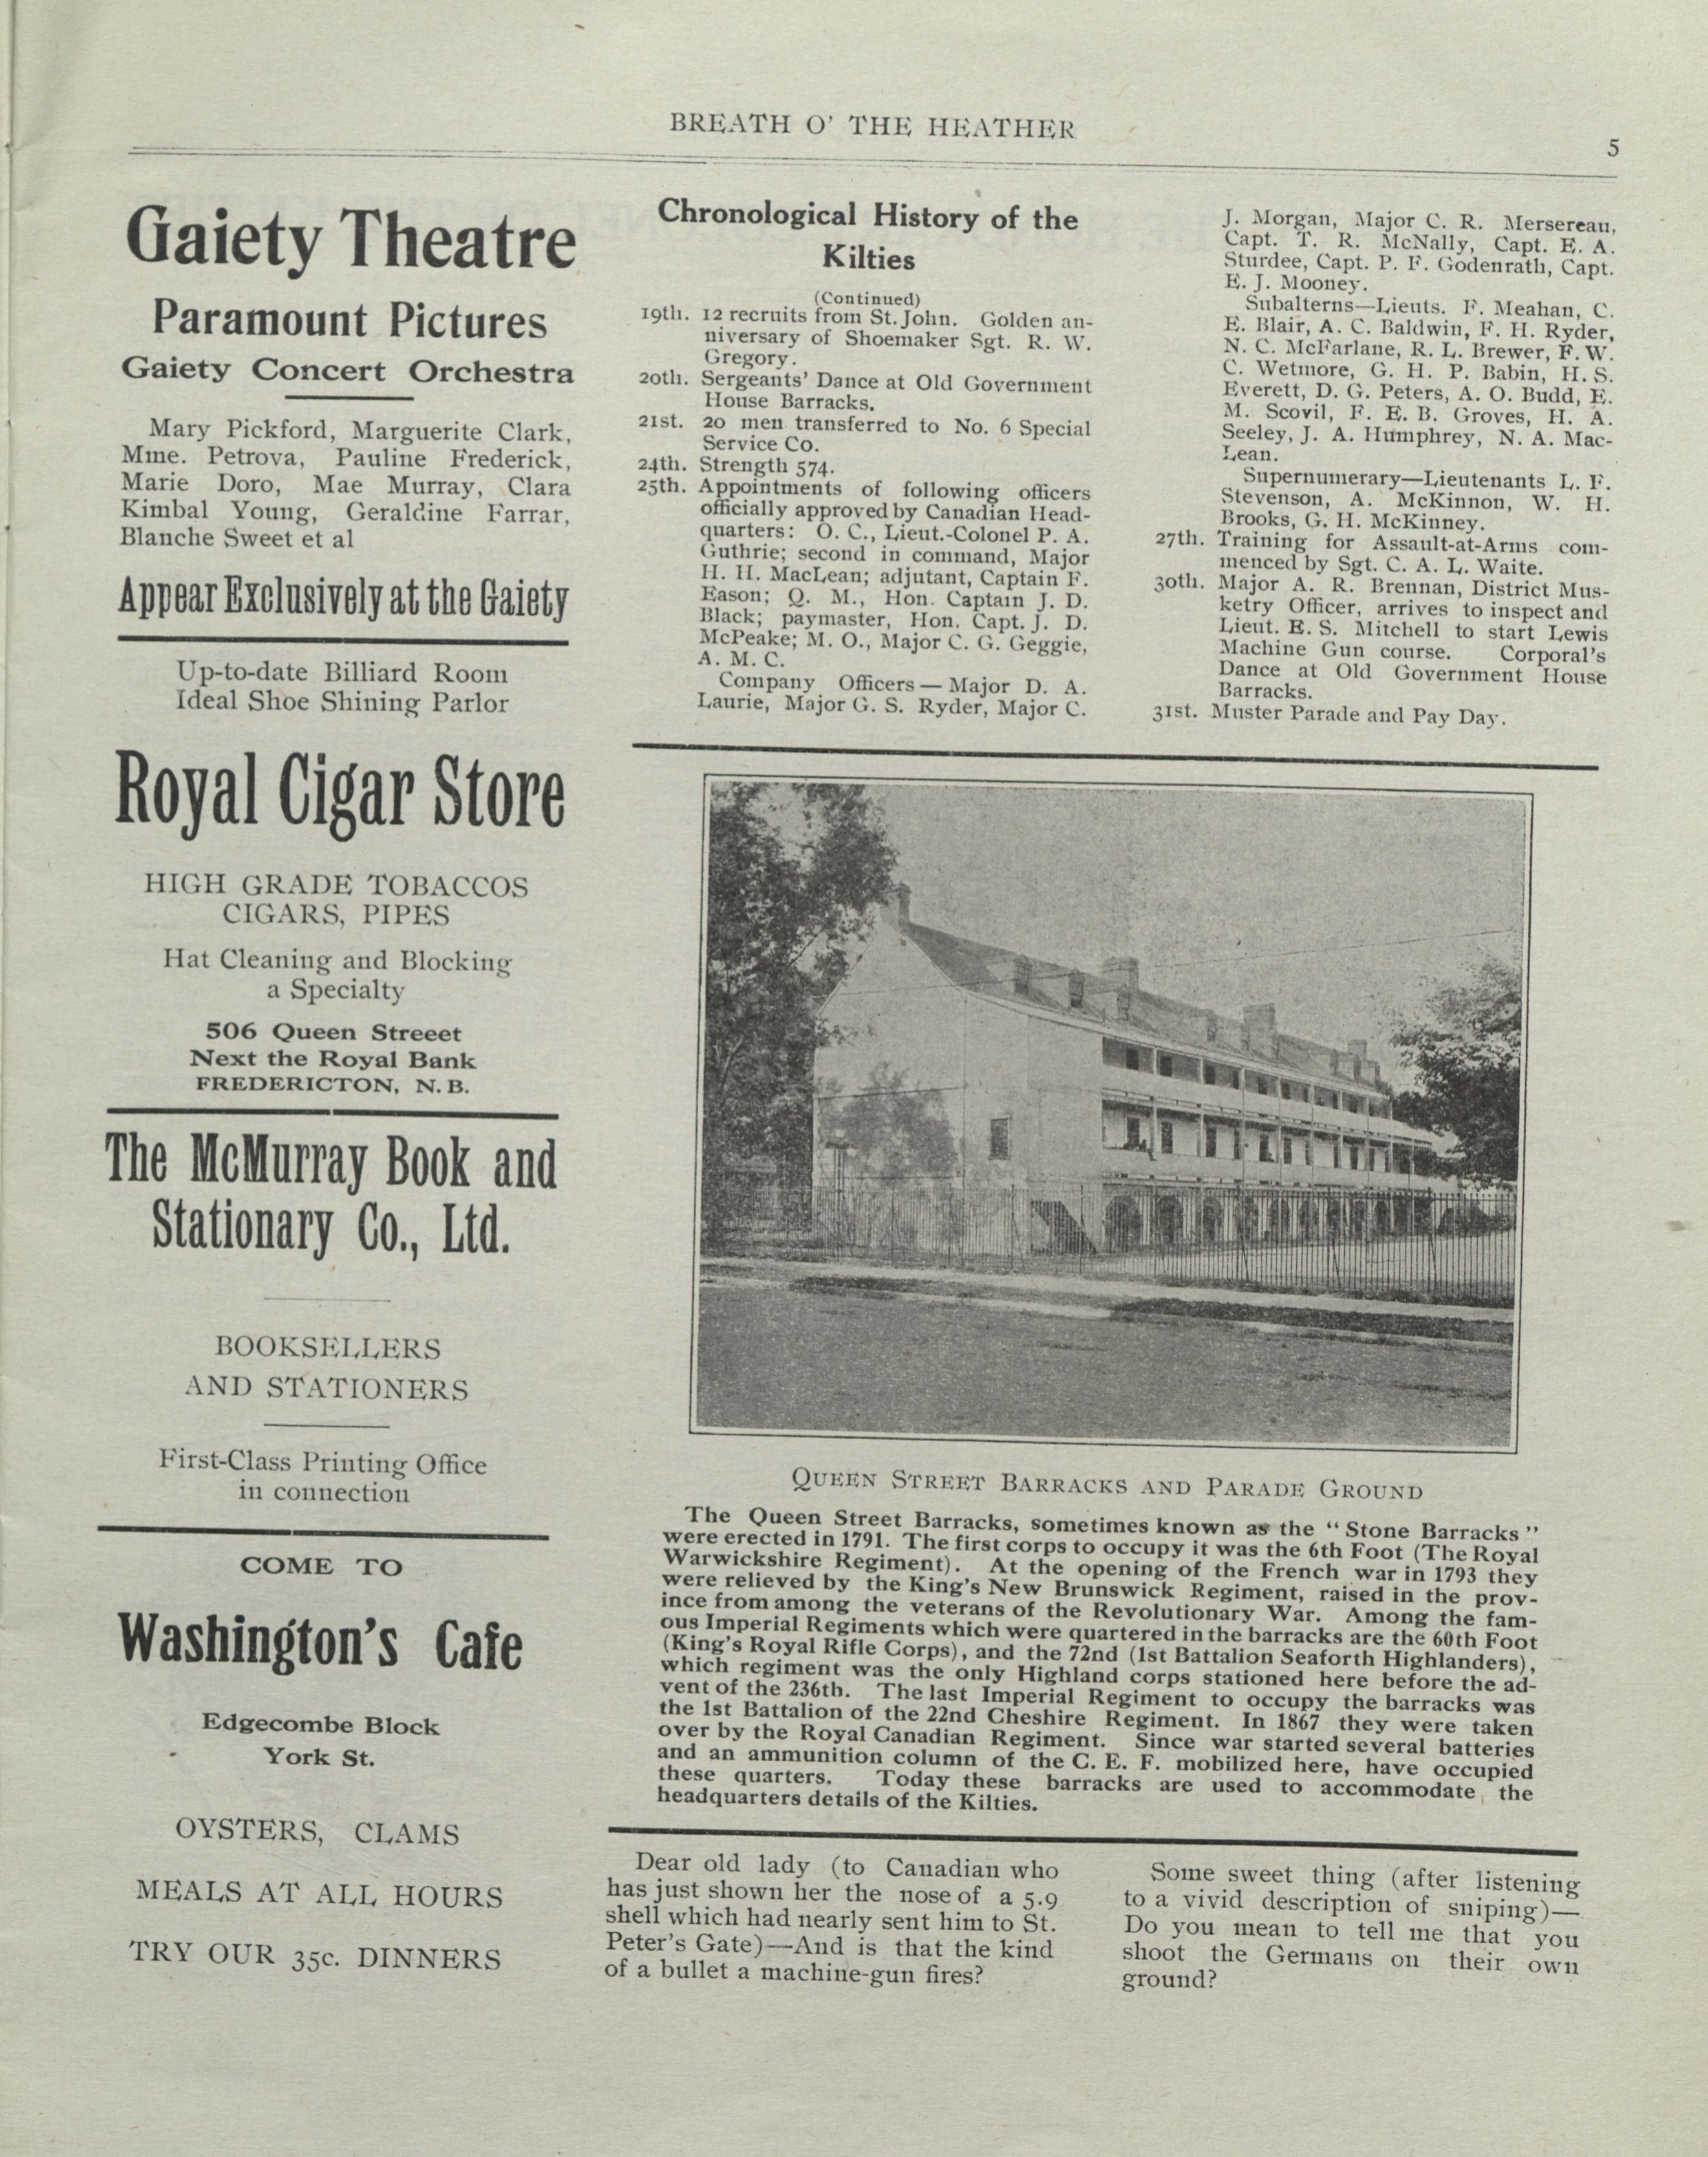 BREATH O' THE HEATHER
5
Gaiety Theatre
Paramount Pictures
Gaiety Concert Orchestra
Mary Pickford, Marguerite Clark,
Mme. Petrova, Pauline Frederick,
Marie Doro, Mae Murray, Clara
Kimbal Young, Geraldine Farrar,
Blanche Sweet et al
Appear Exclusively at the Gaiety
Up-to-date Billiard Room
Ideal Shoe Shining Parlor
Royal Cigar Store
HIGH GRADE TOBACCOS
CIGARS, PIPES
Hat Cleaning and Blocking
a Specialty
506 Queen Streeet
Next the Royal Bank
FREDERICTON, N. B.
The McMurray Book and
Stationary Co., Ltd.
BOOKSELLERS
AND STATIONERS
First-Class Printing Office
in connection
COME TO
Washington's Cafe
Edgecombe Block
York St.
OYSTERS, CLAMS
MEALS AT ALL HOURS
TRY OUR 35c. DINNERS
Chronological History of the
Kilties
(Continued)
19th. 12 recruits from St. John. Golden an-
niversary of Shoemaker Sgt. R. W.
Gregory.
20th. Sergeants' Dance at Old Government
House Barracks.
21st. 20 men transferred to No. 6 Special
Service Co.
24th. Strength 574.
25th. Appointments of following officers
officially approved by Canadian Head-
quarters: O. C., Lieut.-Colonel P. A.
Guthrie; second in command, Major
H. H. MacLean; adjutant, Captain F.
Eason; Q. M., Hon. Captain J. D.
Black; paymaster, Hon. Capt. J. D.
McPeake; M. O., Major C. G. Geggie,
A. M. C.
Company Officers — Major D. A.
Laurie, Major G. S. Ryder, Major C.
J. Morgan, Major C. R. Mersereau,
Capt. T. R. McNally, Capt. E. A.
Sturdee, Capt. P. F. Godenrath, Capt.
E. J. Mooney.
Subalterns—Lieuts. F. Meahan, C.
E. Blair, A. C. Baldwin, F. H. Ryder,
N. C. McFarlane, R. L. Brewer, F. W.
C. Wetmore, G. H. P. Babin, H. S.
Everett, D. G. Peters, A. O. Budd, E.
M. Scovil, F. E. B. Groves, H. A.
Seeley, J. A. Humphrey, N. A. Mac-
Lean.
Supernumerary—Lieutenants L. F.
Stevenson, A. McKinnon, W. H.
Brooks, G. H. McKinney.
27th. Training for Assault-at-Arms com-
menced by Sgt. C. A. L. Waite.
30th. Major A. R. Brennan, District Mus-
ketry Officer, arrives to inspect and
Lieut. E. S. Mitchell to start Lewis
Machine Gun course. Corporal's
Dance at Old Government House
Barracks.
31st. Muster Parade and Pay Day.
QUEEN STREET BARRACKS AND PARADE GROUND
The Queen Street Barracks, sometimes known as the "Stone Barracks"
were erected in 1791. The first corps to occupy it was the 6th Foot (The Royal
Warwickshire Regiment). At the opening of the French war in 1793 they
were relieved by the King's New Brunswick Regiment, raised in the prov-
ince from among the veterans of the Revolutionary War. Among the fam-
ous Imperial Regiments which were quartered in the barracks are the 60th Foot
(King's Royal Rifle Corps), and the 72nd (1st Battalion Seaforth Highlanders),
which regiment was the only Highland corps stationed here before the ad-
vent of the 236th. The last Imperial Regiment to occupy the barracks was
the 1st Battalion of the 22nd Cheshire Regiment. In 1867 they were taken
over by the Royal Canadian Regiment. Since war started several batteries
and an ammunition column of the C. E. F. mobilized here, have occupied
these quarters. Today these barracks are used to accommodate the
headquarters details of the Kilties.
Dear old lady (to Canadian who
has just shown her the nose of a 5.9
shell which had nearly sent him to St.
Peter's Gate)—And is that the kind
of a bullet a machine-gun fires?
Some sweet thing (after listening
to a vivid description of sniping)—
Do you mean to tell me that you
shoot the Germans on their own
ground?